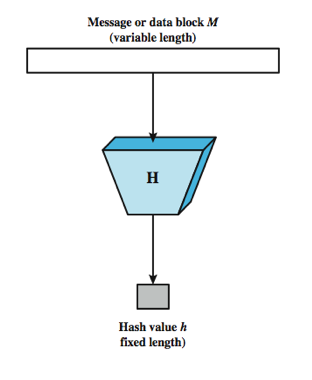 Message or data block M
(variable length)
H
Hash value h
fixed length)